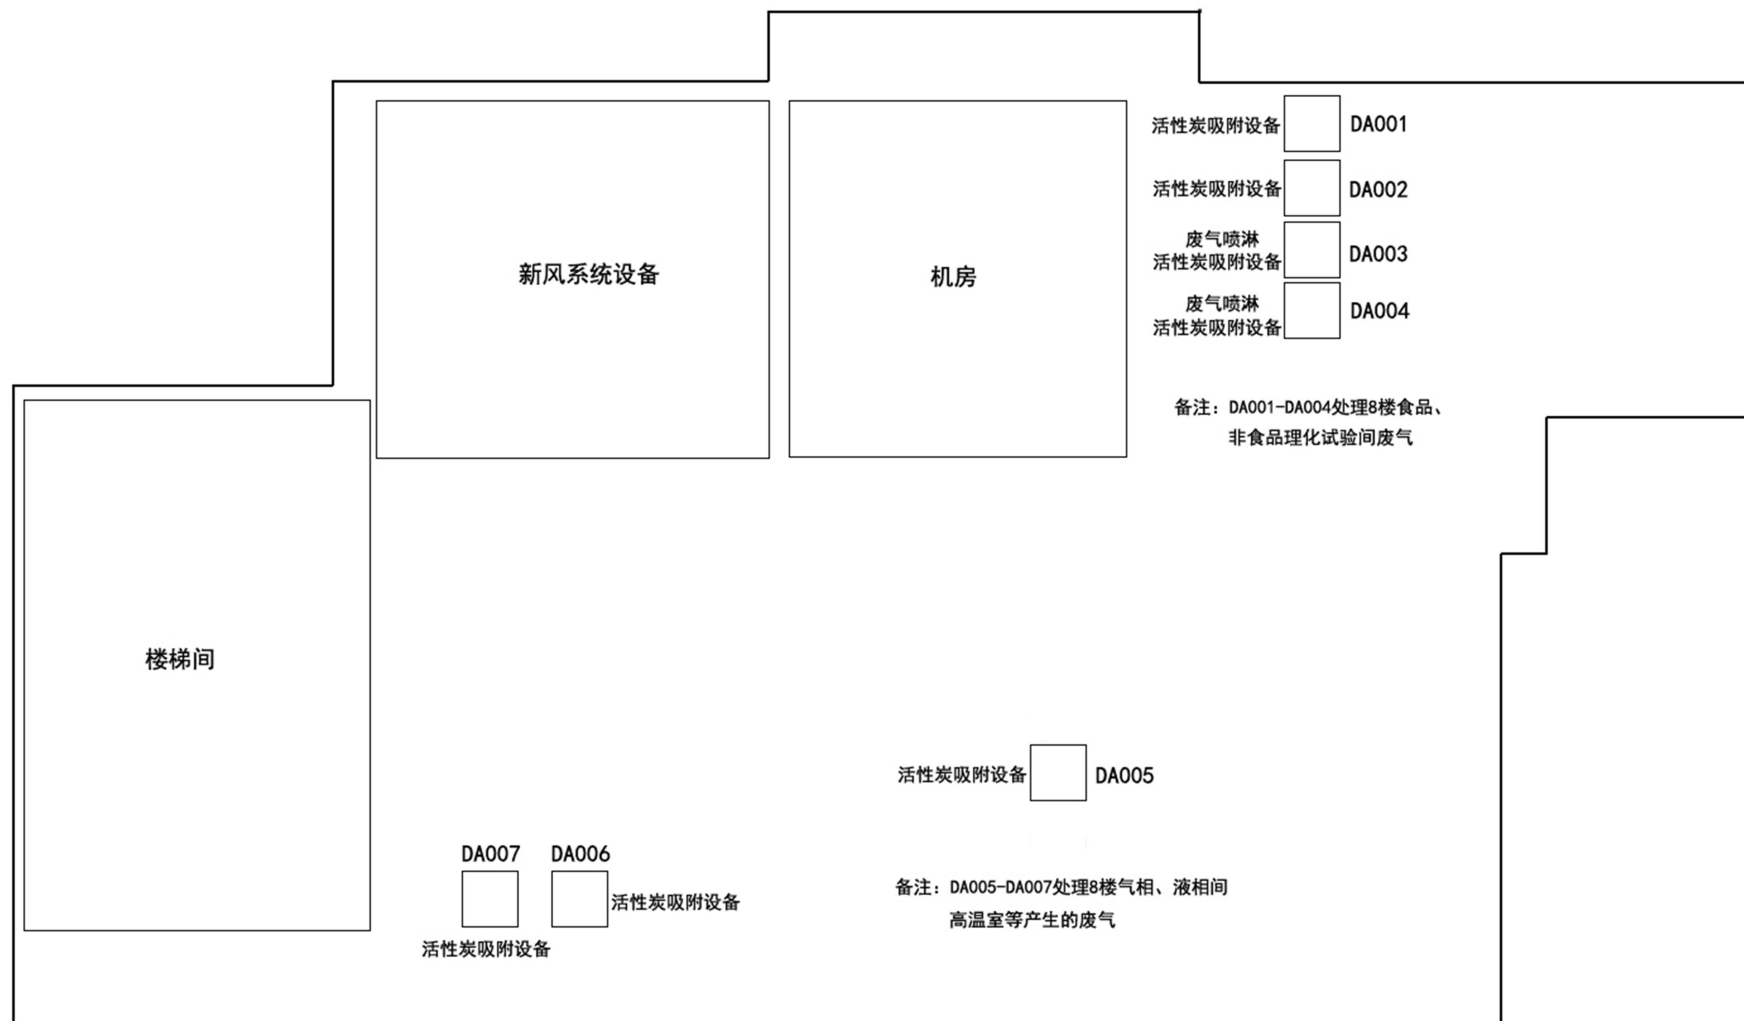 活性炭吸附设备 DA001
活性炭吸附设备 DA002
废气喷淋
活性炭吸附设备 DA003
废气喷淋
活性炭吸附设备 DA004
新风系统设备
机房
备注：DA001-DA004处理8楼食品、
非食品理化试验间废气
楼梯间
活性炭吸附设备 DA005
DA007 DA006
活性炭吸附设备
活性炭吸附设备
备注：DA005-DA007处理8楼气相、液相间
高温室等产生的废气